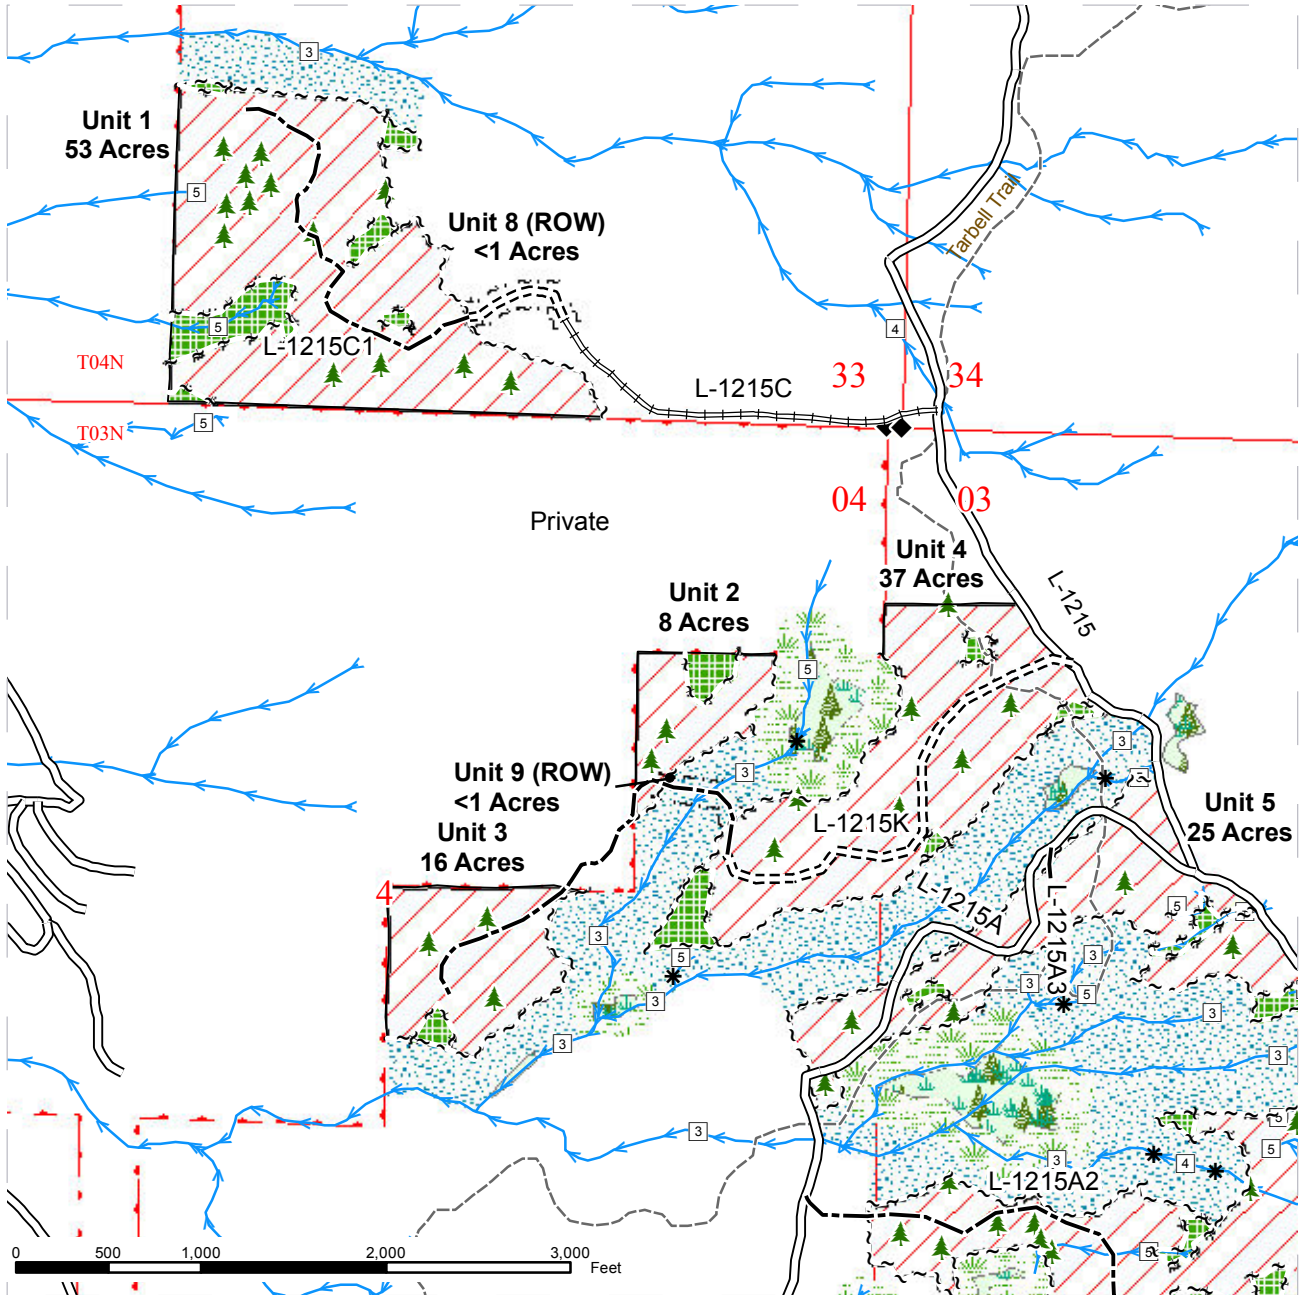 3
Unit 1
53 Acres
Tarbell Trail
5
Unit 8 (ROW)
<1 Acres
5
4
L-1215C1
T04N
33
34
L-1215C
5
T03N
04
03
Private
Unit 4
37 Acres
L-1215
Unit 2
8 Acres
5
3
Unit 9 (ROW)
<1 Acres
3
5
Unit 5
25 Acres
L-1215K
Unit 3
16 Acres
4
L-1215A
L-1215A3
5
5
3
5
3
3
5
3
3
3
3
5
3
5
3
4
L-1215A2
5
0
500
1,000
2,000
3,000
Feet